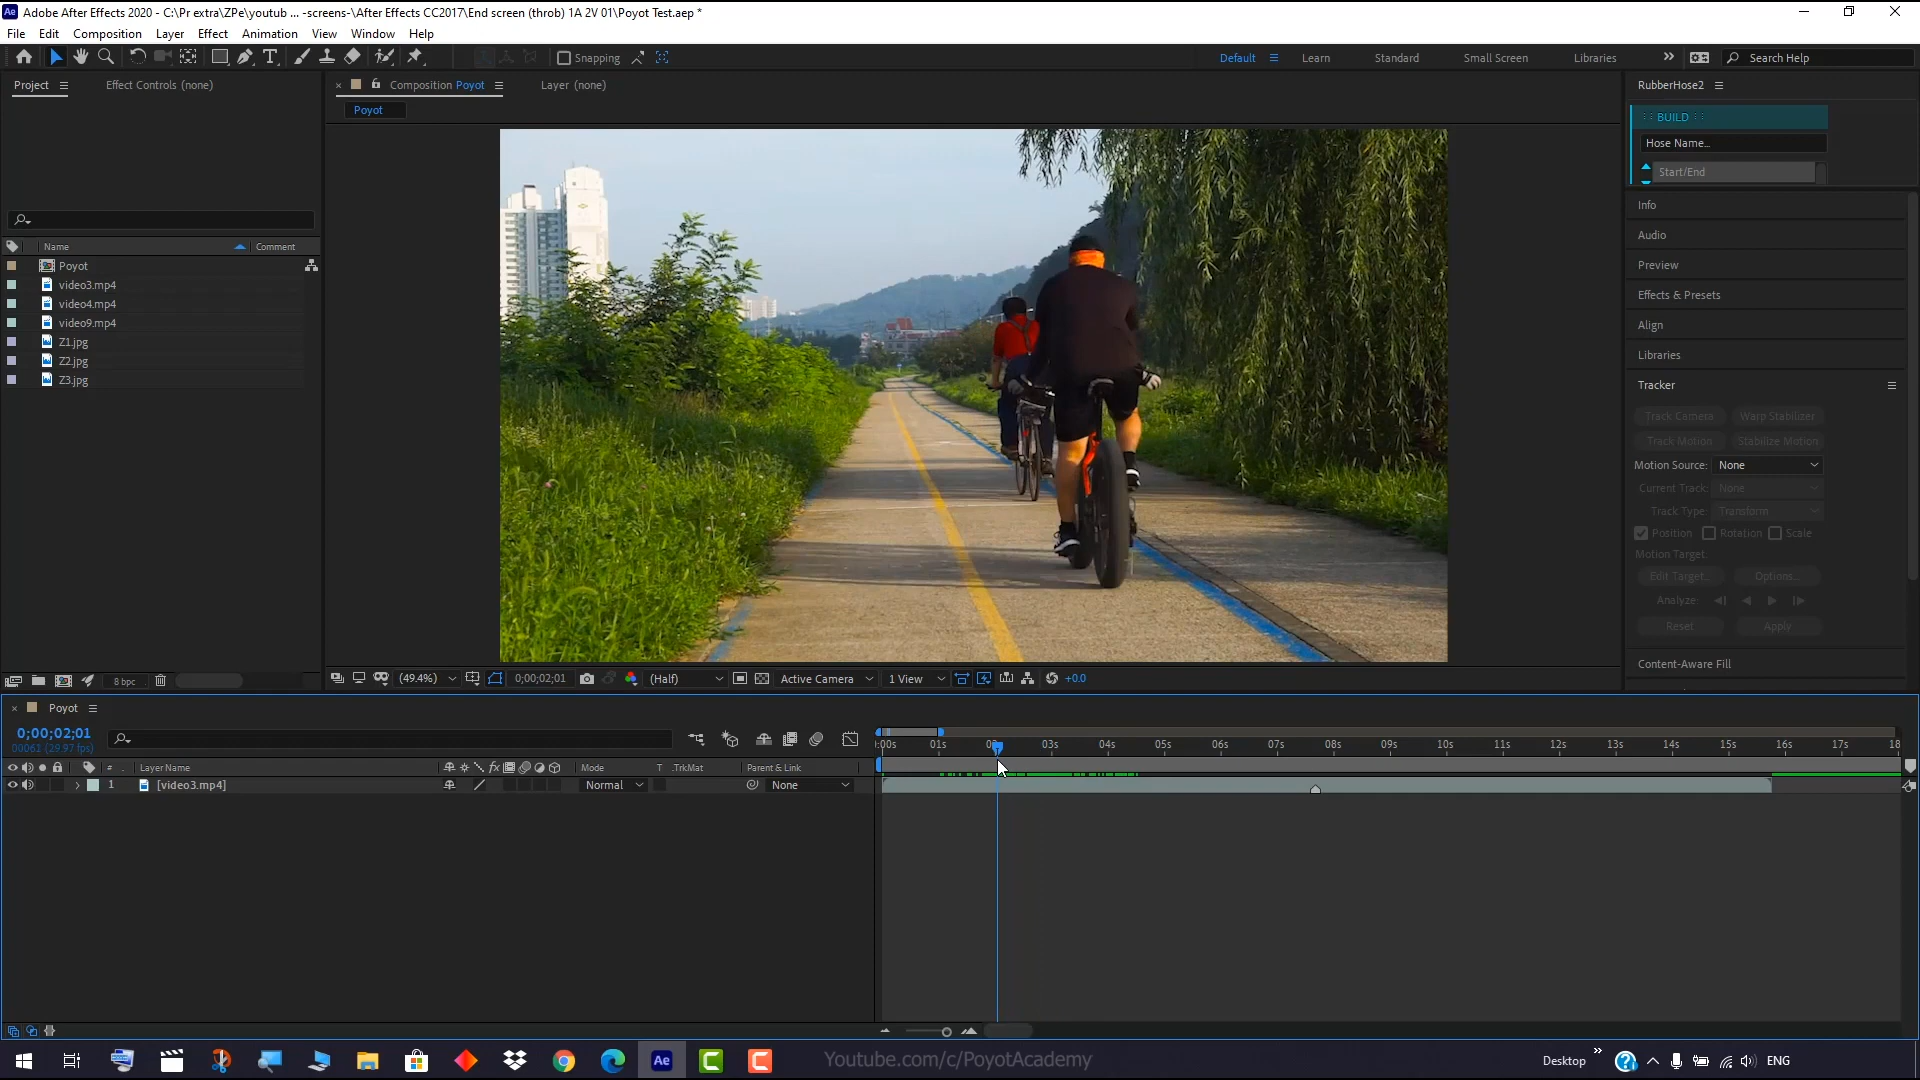 Adobe After Effects 2020 - C:\Pr extra\ZPe\youtub ... -screens-\After Effects CC2017\End screen (throb) 1A 2V 01\Poyot Test.aep *
File Edit Composition Layer Effect Animation View Window Help
Snapping Default Learn Standard Small Screen Libraries Search Help
Project Effect Controls (none) Composition Poyot Layer (none) RubberHose2
Poyot
:: BUILD ::
Hose Name...
Start/End
Info
Audio
Preview
Effects & Presets
Align
Libraries
Tracker
Track Camera Warp Stabilizer
Track Motion Stabilize Motion
Motion Source: None
Current Track: None
Track Type: Transform
Position Rotation Scale
Motion Target:
Edit Target... Options...
Analyze:
Reset Apply
Content-Aware Fill
Name Comment
Poyot
video3.mp4
video4.mp4
video9.mp4
Z1.jpg
Z2.jpg
Z3.jpg
8 bpc (49.4%) 0;00;02;01 (Half) Active Camera 1 View +0.0
Poyot
0;00;02;01
00061 (29.97 fps)
:00s 01s 03s 04s 05s 06s 07s 08s 09s 10s 11s 12s 13s 14s 15s 16s 17s 18
# Layer Name Mode T .TrkMat Parent & Link
1 [video3.mp4] Normal None
Youtube.com/c/PoyotAcademy Desktop ENG